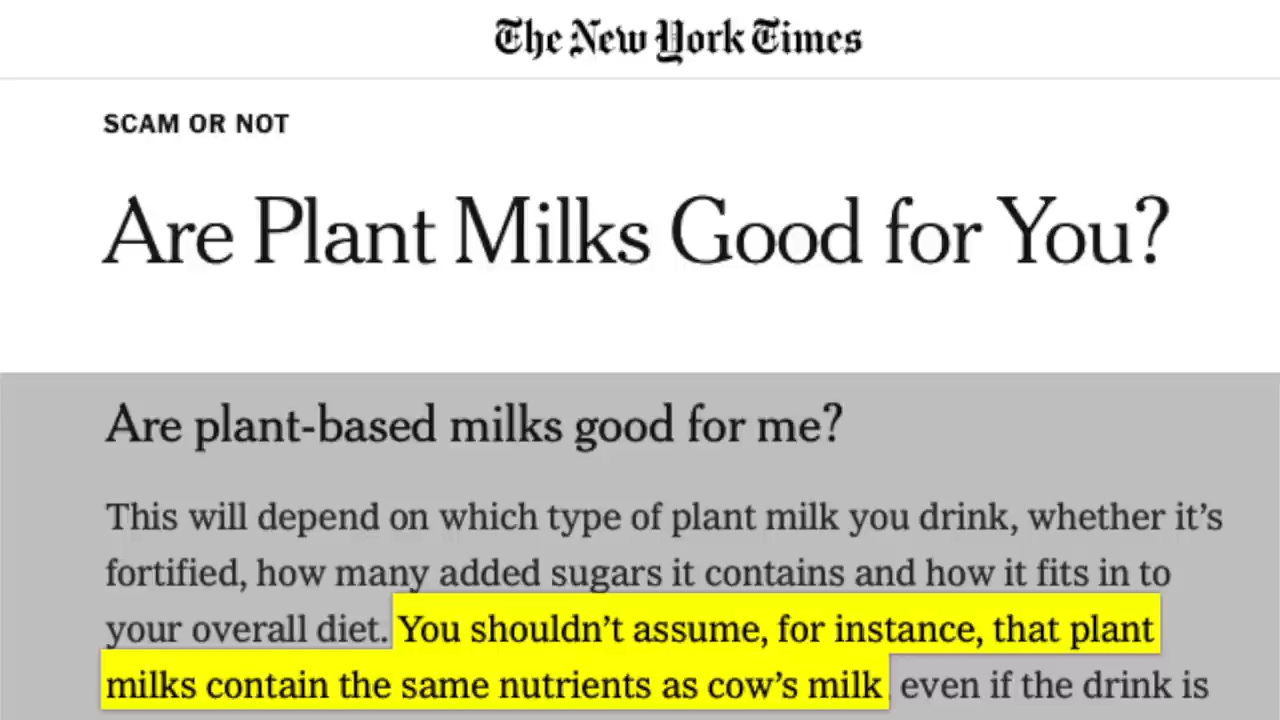 The New York Times
SCAM OR NOT
Are Plant Milks Good for You?
Are plant-based milks good for me?
This will depend on which type of plant milk you drink, whether it’s
fortified, how many added sugars it contains and how it fits in to
your overall diet. You shouldn’t assume, for instance, that plant
milks contain the same nutrients as cow’s milk even if the drink is